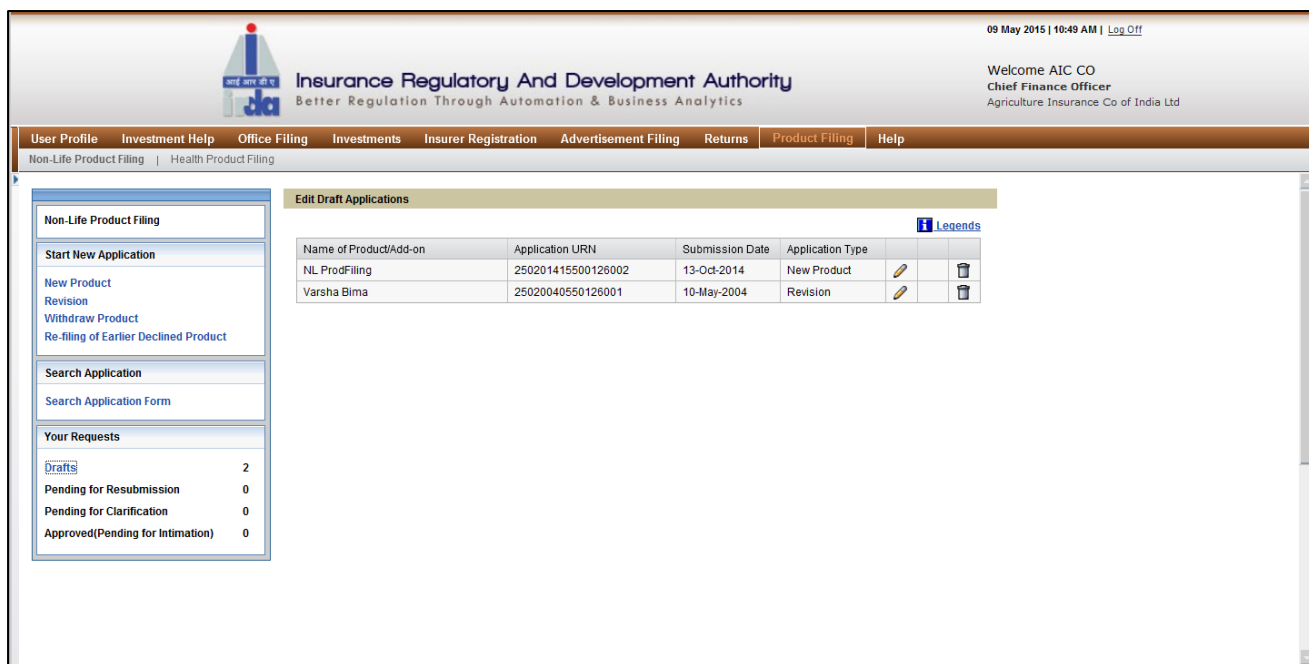 09 May 2015 | 10:49 AM | Log Off
आई आर डी ए
irda
Insurance Regulatory And Development Authority
Better Regulation Through Automation & Business Analytics
Welcome AIC CO
Chief Finance Officer
Agriculture Insurance Co of India Ltd
User Profile Investment Help Office Filing Investments Insurer Registration Advertisement Filing Returns Product Filing Help
Non-Life Product Filing | Health Product Filing
Non-Life Product Filing
Start New Application
New Product
Revision
Withdraw Product
Re-filing of Earlier Declined Product
Search Application
Search Application Form
Your Requests
Drafts 2
Pending for Resubmission 0
Pending for Clarification 0
Approved(Pending for Intimation) 0
Edit Draft Applications
i Legends
Name of Product/Add-on Application URN Submission Date Application Type
NL ProdFiling 250201415500126002 13-Oct-2014 New Product
Varsha Bima 25020040550126001 10-May-2004 Revision